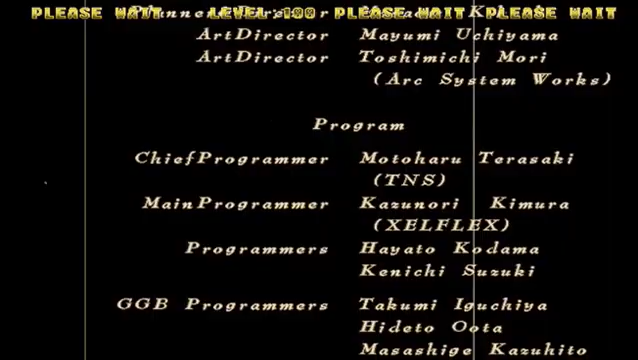 PLEASE WAIT LEVEL 100 PLEASE WAIT PLEASE WAIT
ArtDirector Mayumi Uchiyama
ArtDirector Toshimichi Mori
(Arc System Works)
Program
ChiefProgrammer Motoharu Terasaki
(TNS)
MainProgrammer Kazunori Kimura
(XELFLEX)
Programmers Hayato Kodama
Kenichi Suzuki
GGB Programmers Takumi Iguchiya
Hideto Oota
Masashige Kazuhito